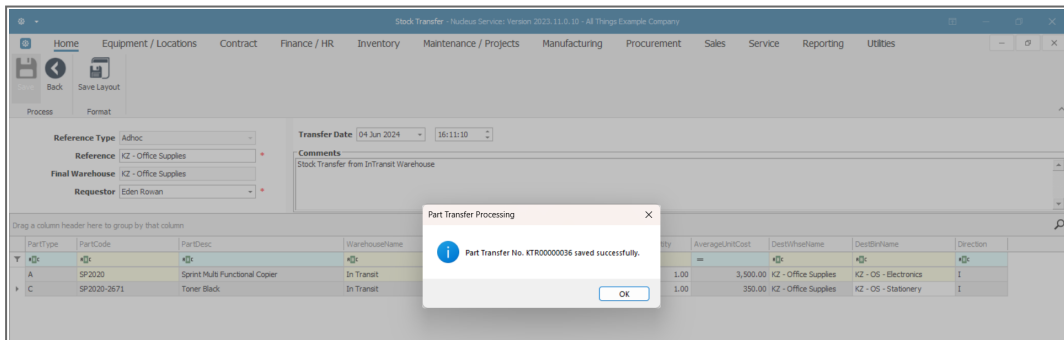 Stock Transfer - Nucleus Service: Version 2023.11.0.10 - All Things Example Company
Home Equipment / Locations Contract Finance / HR Inventory Maintenance / Projects Manufacturing Procurement Sales Service Reporting Utilities
Save Back Save Layout
Process Format
Reference Type Adhoc
Transfer Date 04 Jun 2024 16:11:10
Reference KZ - Office Supplies *
Comments
Stock Transfer from InTransit Warehouse
Final Warehouse KZ - Office Supplies
Requestor Eden Rowan *
Part Transfer Processing
Part Transfer No. KTR00000036 saved successfully.
OK
Drag a column header here to group by that column
PartType PartCode PartDesc WarehouseName AverageUnitCost DestWhseName DestBinName Direction
A SP2020 Sprint Multi Functional Copier In Transit 1.00 3,500.00 KZ - Office Supplies KZ - OS - Electronics I
C SP2020-2671 Toner Black In Transit 1.00 350.00 KZ - Office Supplies KZ - OS - Stationery I